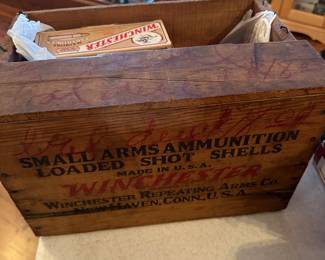 WINCHESTER
SMALL ARMS AMMUNITION
LOADED SHOT SHELLS
MADE IN U.S.A.
WINCHESTER
WINCHESTER REPEATING ARMS CO.
NEW HAVEN, CONN., U.S.A.